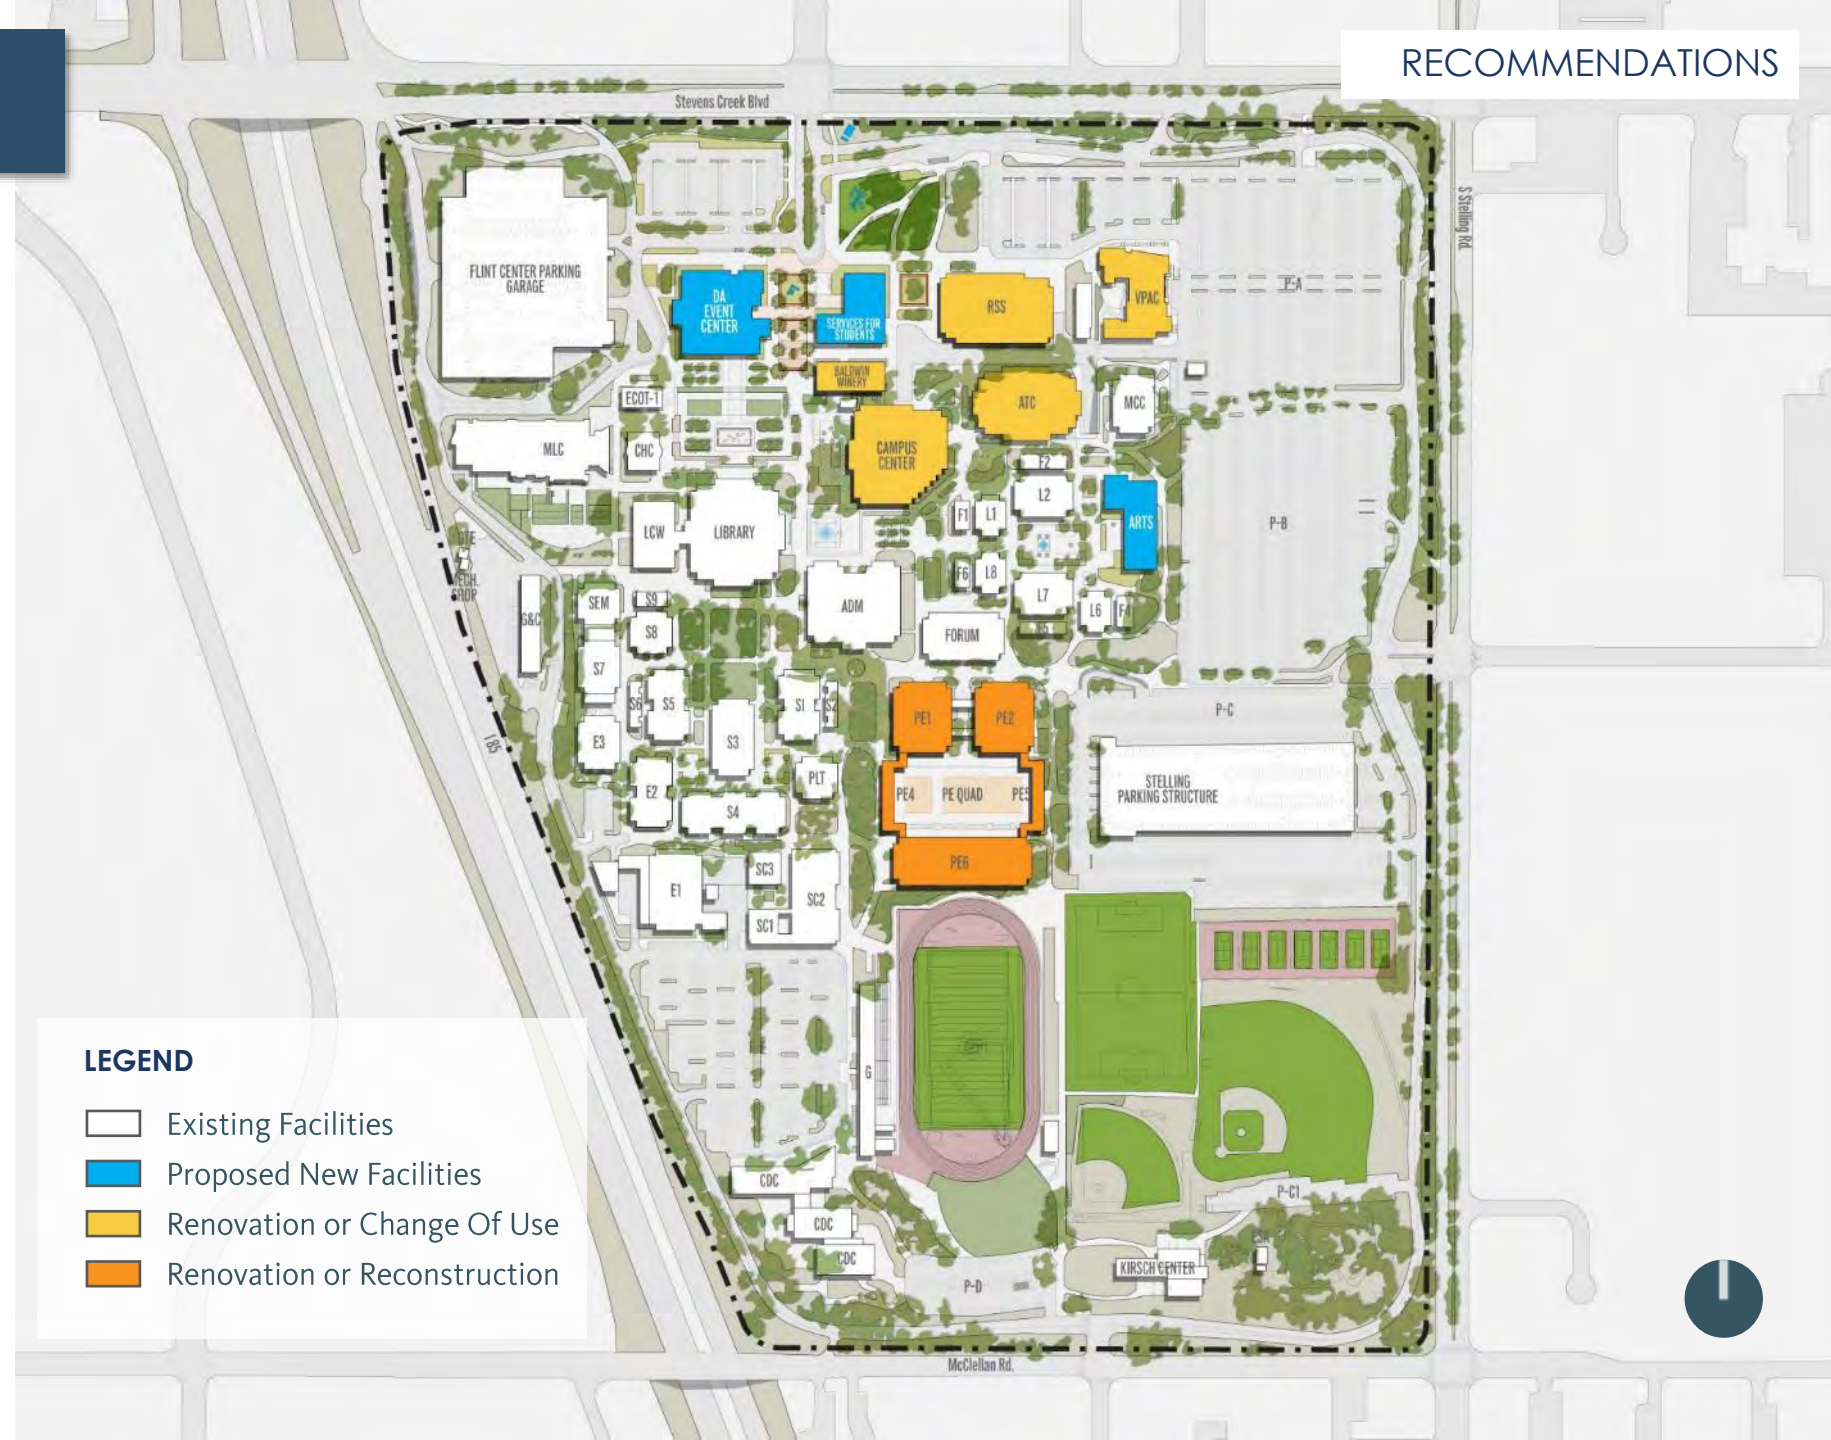 RECOMMENDATIONS
Stevens Creek Blvd
S Stelling Rd.
FLINT CENTER PARKING
GARAGE
DA
EVENT
CENTER
SERVICES FOR
STUDENTS
RSS
VPAC
P-A
BALDWIN
WINERY
ECOT-1
ATC
MCC
MLC
CHC
CAMPUS
CENTER
F2
L2
LCW
LIBRARY
F1
L1
ARTS
P-B
F6
L8
L7
L6
SEM
S9
G&C
ADM
S8
FORUM
S7
S6
S5
S1
S2
PE1
PE2
P-C
E3
S3
I 85
PLT
E2
S4
PE4
PE QUAD
PE5
STELLING
PARKING STRUCTURE
PE6
SC3
E1
SC2
SC1
G
CDC
CDC
CDC
P-C1
KIRSCH CENTER
P-D
McClellan Rd.
LEGEND
Existing Facilities
Proposed New Facilities
Renovation or Change Of Use
Renovation or Reconstruction